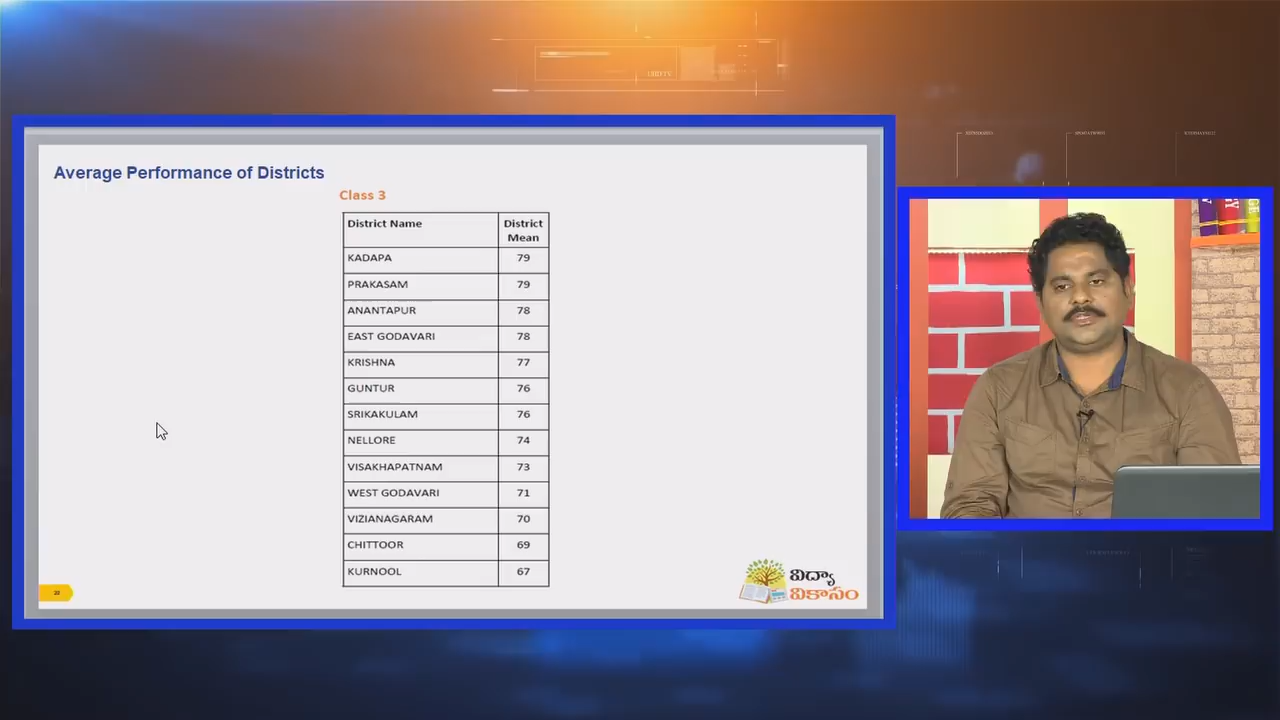 Average Performance of Districts
Class 3
District Name District Mean
KADAPA 79
PRAKASAM 79
ANANTAPUR 78
EAST GODAVARI 78
KRISHNA 77
GUNTUR 76
SRIKAKULAM 76
NELLORE 74
VISAKHAPATNAM 73
WEST GODAVARI 71
VIZIANAGARAM 70
CHITTOOR 69
KURNOOL 67
22
విద్యా
వికాసం